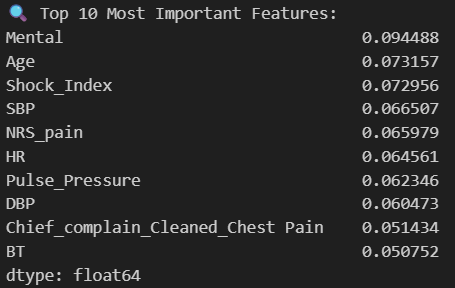 🔍 Top 10 Most Important Features:
Mental 0.094488
Age 0.073157
Shock_Index 0.072956
SBP 0.066507
NRS_pain 0.065979
HR 0.064561
Pulse_Pressure 0.062346
DBP 0.060473
Chief_complain_Cleaned_Chest Pain 0.051434
BT 0.050752
dtype: float64